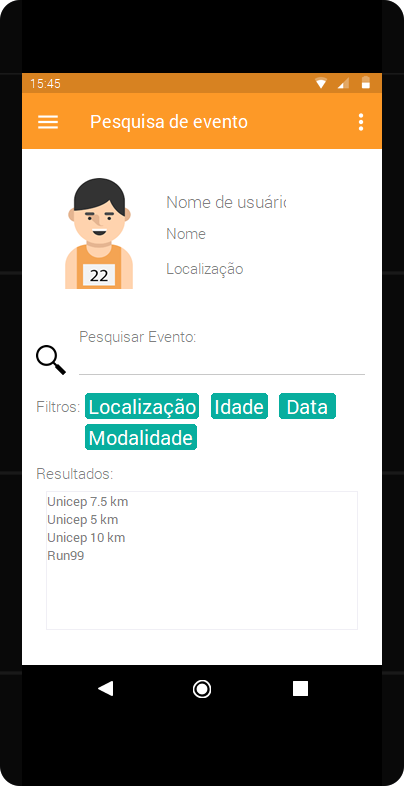 15:45
Pesquisa de evento
Nome de usuári
22
Nome
Localização
Pesquisar Evento:
Filtros: Localização Idade Data
Modalidade
Resultados:
Unicep 7.5 km
Unicep 5 km
Unicep 10 km
Run99